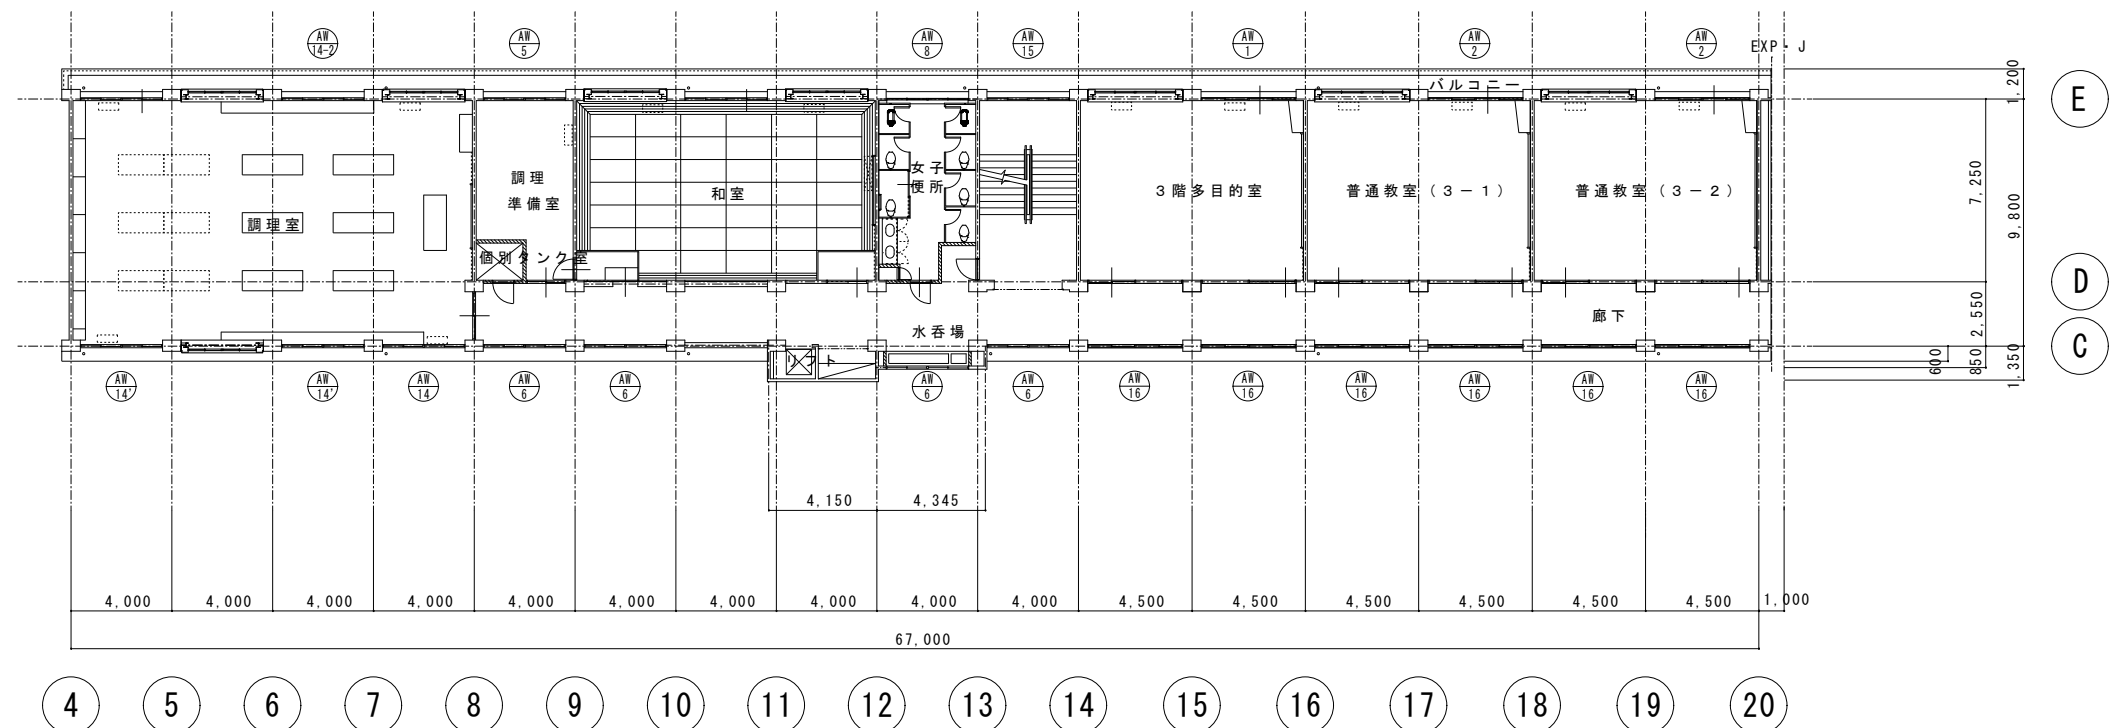 AW 14-2
AW 5
AW 8
AW 15
AW 1
AW 2
AW 2
EXP・J
バルコニー
1,200
E
調理室
調理
準備室
個別タンク室
和室
女子
便所
3階多目的室
普通教室(3-1)
普通教室(3-2)
7,250
9,800
D
水呑場
廊下
2,550
C
リフト
600
850
1,350
AW 14'
AW 14'
AW 14
AW 6
AW 6
AW 6
AW 6
AW 16
AW 16
AW 16
AW 16
AW 16
AW 16
4,150
4,345
4,000
4,000
4,000
4,000
4,000
4,000
4,000
4,000
4,000
4,000
4,500
4,500
4,500
4,500
4,500
4,500
1,000
67,000
4
5
6
7
8
9
10
11
12
13
14
15
16
17
18
19
20